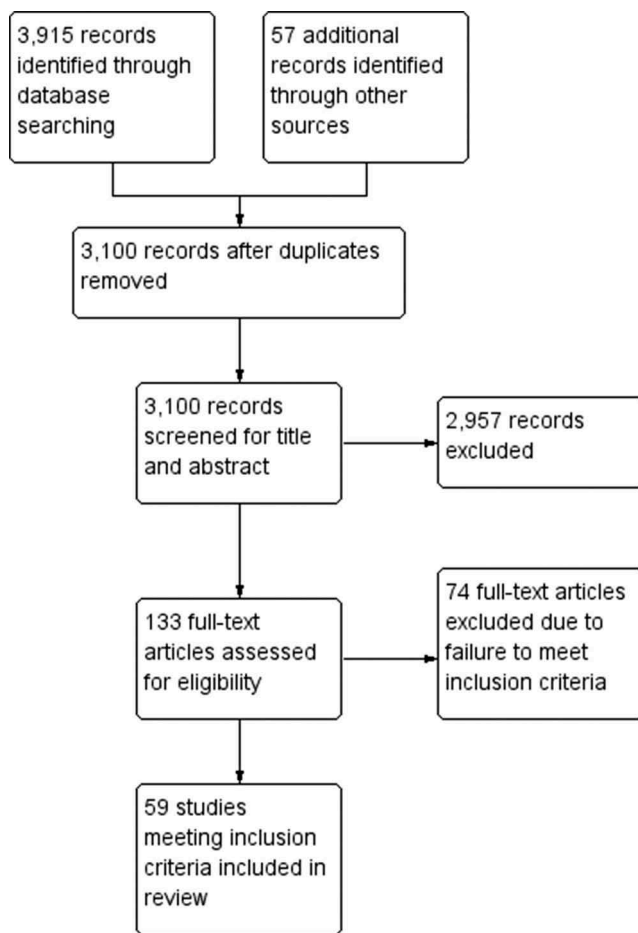 3,915 records
identified through
database
searching
57 additional
records identified
through other
sources
3,100 records after duplicates
removed
3,100 records
screened for title
and abstract
2,957 records
excluded
133 full-text
articles assessed
for eligibility
74 full-text articles
excluded due to
failure to meet
inclusion criteria
59 studies
meeting inclusion
criteria included in
review